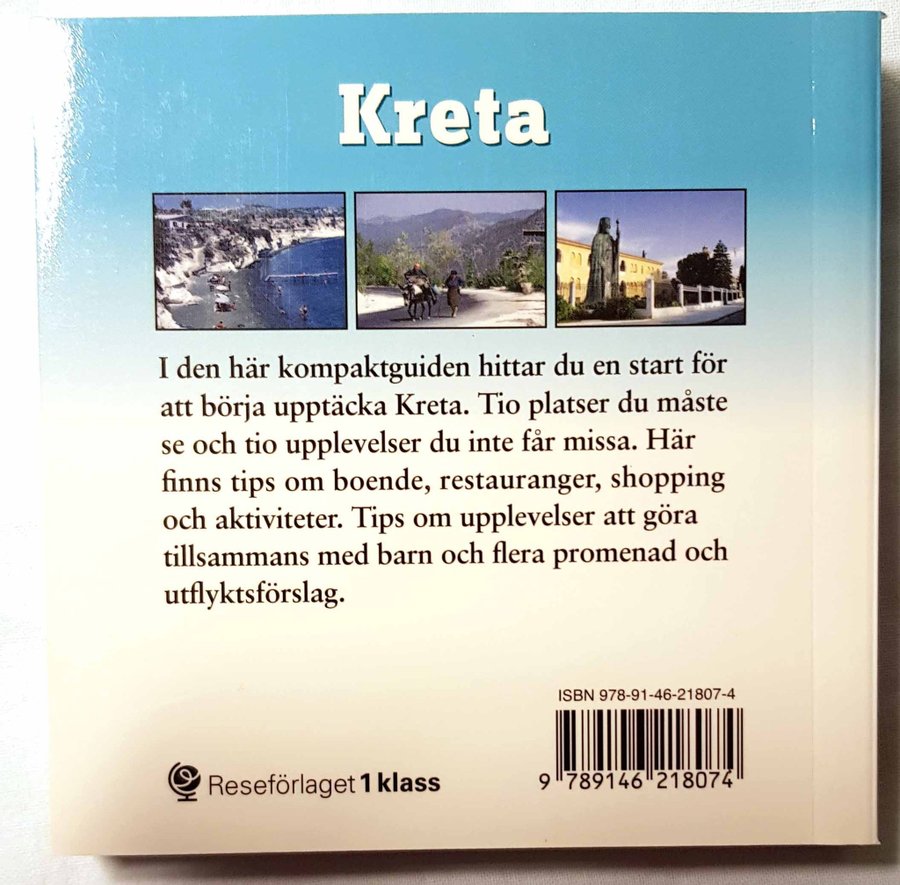 Kreta
I den här kompaktguiden hittar du en start för
att börja upptäcka Kreta. Tio platser du måste
se och tio upplevelser du inte får missa. Här
finns tips om boende, restauranger, shopping
och aktiviteter. Tips om upplevelser att göra
tillsammans med barn och flera promenad och
utflyktsförslag.
ISBN 978-91-46-21807-4
9 789146 218074
Reseförlaget 1 klass